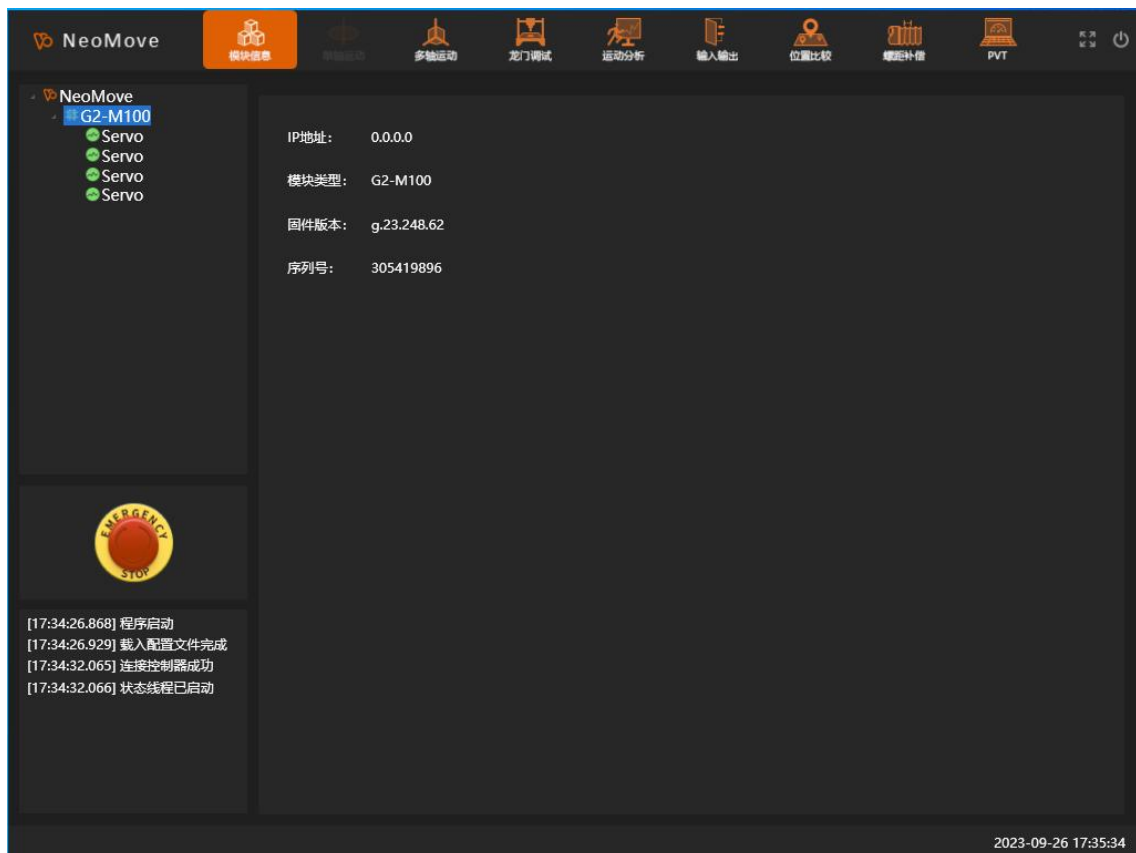 NeoMove
模块信息
单轴运动
多轴运动
龙门调试
运动分析
输入输出
位置比较
螺距补偿
PVT
NeoMove
G2-M100
Servo
Servo
Servo
Servo
IP地址: 0.0.0.0
模块类型: G2-M100
固件版本: g.23.248.62
序列号: 305419896
EMERGENCY
STOP
[17:34:26.868] 程序启动
[17:34:26.929] 载入配置文件完成
[17:34:32.065] 连接控制器成功
[17:34:32.066] 状态线程已启动
2023-09-26 17:35:34